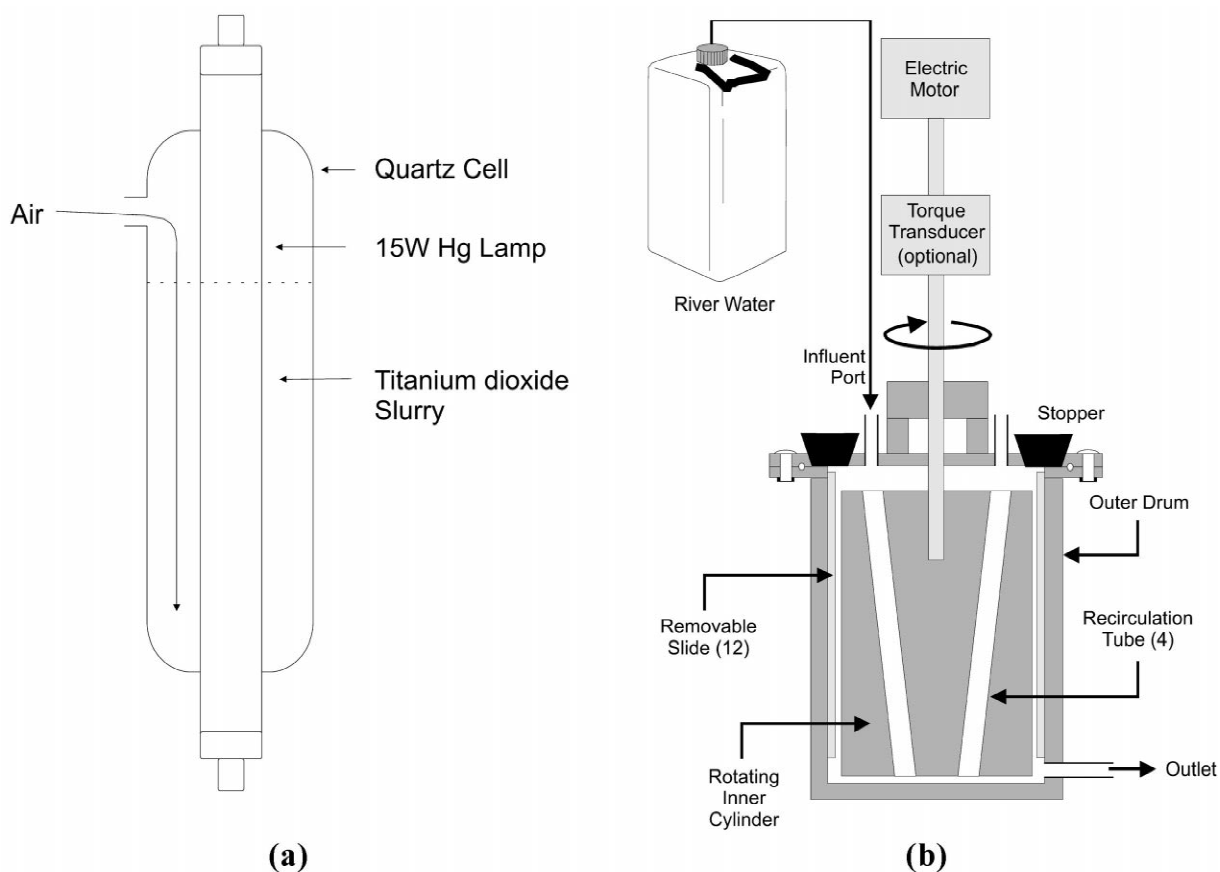 Air
Quartz Cell
15W Hg Lamp
Titanium dioxide
Slurry
(a)
River Water
Electric
Motor
Torque
Transducer
(optional)
Influent
Port
Stopper
Outer Drum
Removable
Slide (12)
Recirculation
Tube (4)
Rotating
Inner
Cylinder
Outlet
(b)